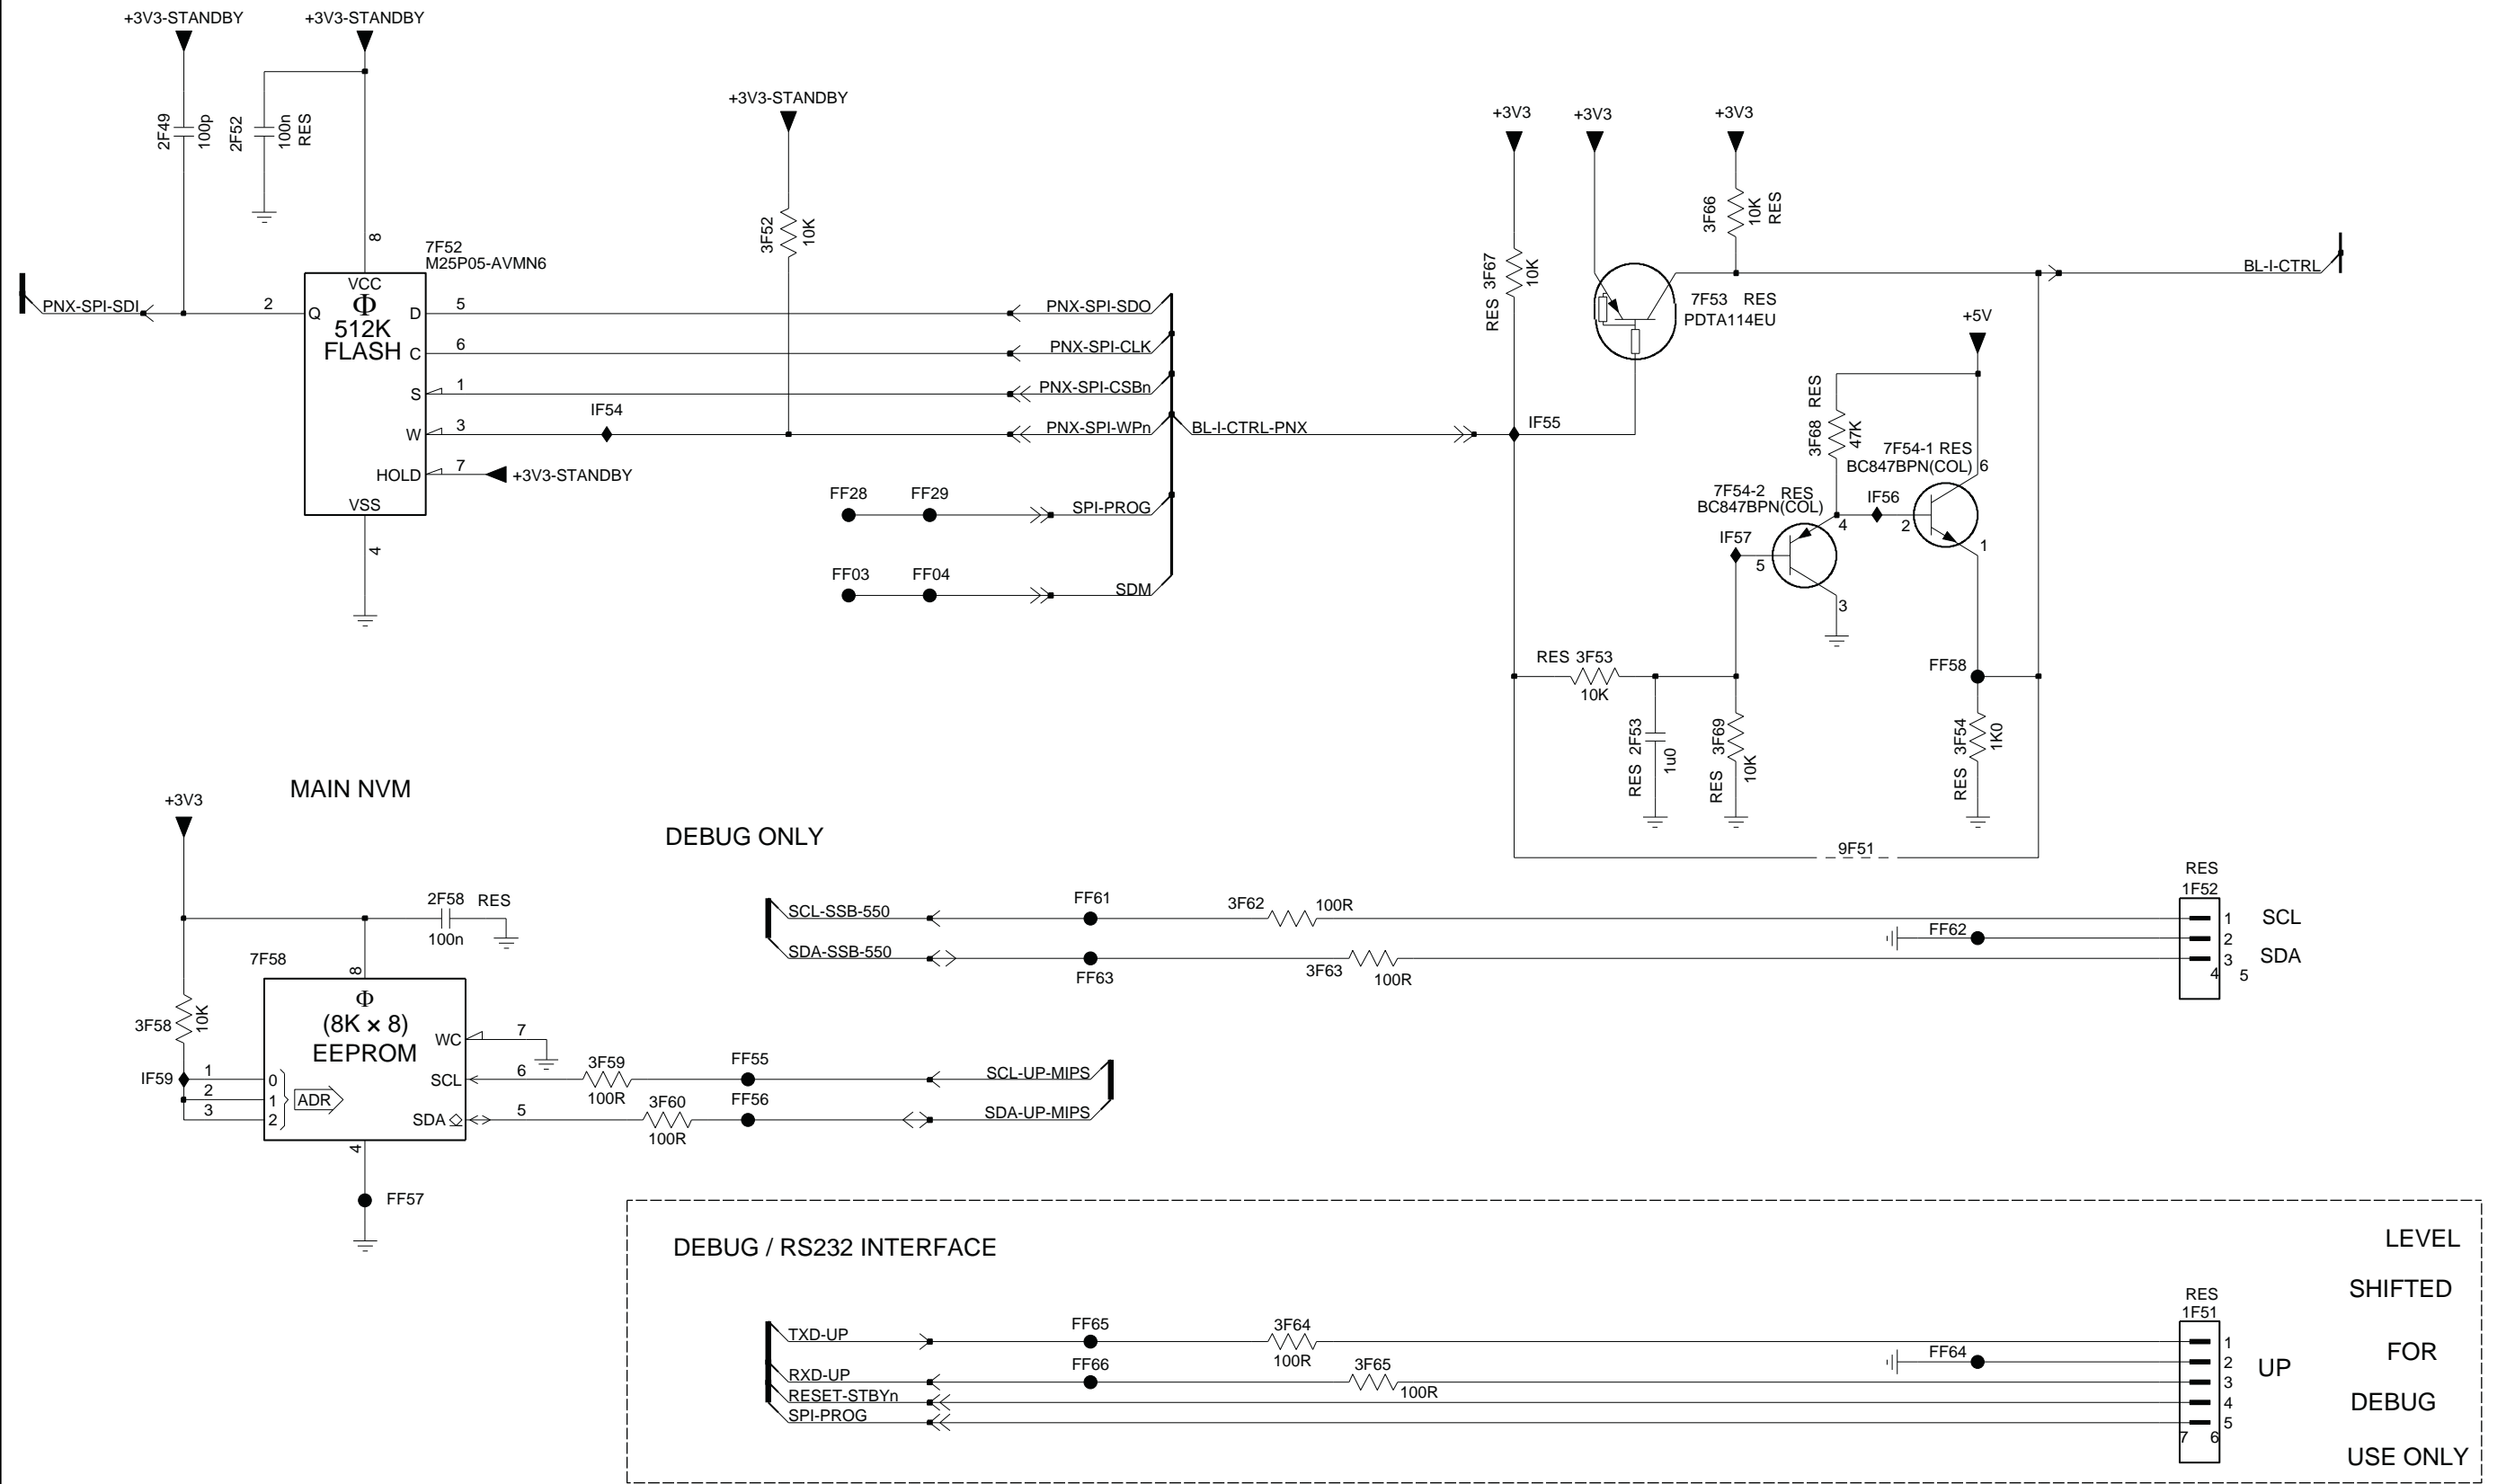 +3V3-STANDBY
+3V3-STANDBY
2F49
100p
2F52
100n
RES
+3V3-STANDBY
3F52
10K
8
7F52
M25P05-AVMN6
PNX-SPI-SDI
2
Q
VCC
Φ
512K
FLASH
D
C
S
W
HOLD
VSS
5
6
1
3
7
4
IF54
+3V3-STANDBY
PNX-SPI-SDO
PNX-SPI-CLK
PNX-SPI-CSBn
PNX-SPI-WPn
BL-I-CTRL-PNX
FF28
FF29
SPI-PROG
FF03
FF04
SDM
+3V3
+3V3
+3V3
RES 3F67
10K
3F66
10K
RES
7F53 RES
PDTA114EU
BL-I-CTRL
IF55
+5V
3F68 RES
47K
7F54-1 RES
BC847BPN(COL)
6
7F54-2 RES
BC847BPN(COL)
IF56
4
2
1
IF57
5
3
RES 3F53
10K
RES 2F53
1u0
RES 3F69
10K
FF58
RES 3F54
1K0
9F51
MAIN NVM
+3V3
2F58 RES
100n
7F58
8
3F58
10K
Φ
(8K × 8)
EEPROM
WC
SCL
SDA
7
6
5
IF59
1
2
3
0
1
2
ADR
4
FF57
3F59
100R
3F60
100R
FF55
FF56
SCL-UP-MIPS
SDA-UP-MIPS
DEBUG ONLY
SCL-SSB-550
SDA-SSB-550
FF61
FF63
3F62
100R
3F63
100R
FF62
RES
1F52
1
2
3
4
5
SCL
SDA
DEBUG / RS232 INTERFACE
TXD-UP
RXD-UP
RESET-STBYn
SPI-PROG
FF65
FF66
3F64
100R
3F65
100R
FF64
RES
1F51
1
2
3
4
5
7 6
UP
LEVEL
SHIFTED
FOR
DEBUG
USE ONLY